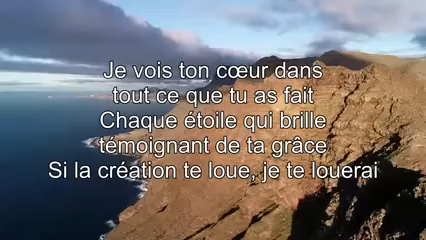 Je vois ton cœur dans
tout ce que tu as fait
Chaque étoile qui brille
témoignant de ta grâce
Si la création te loue, je te louerai